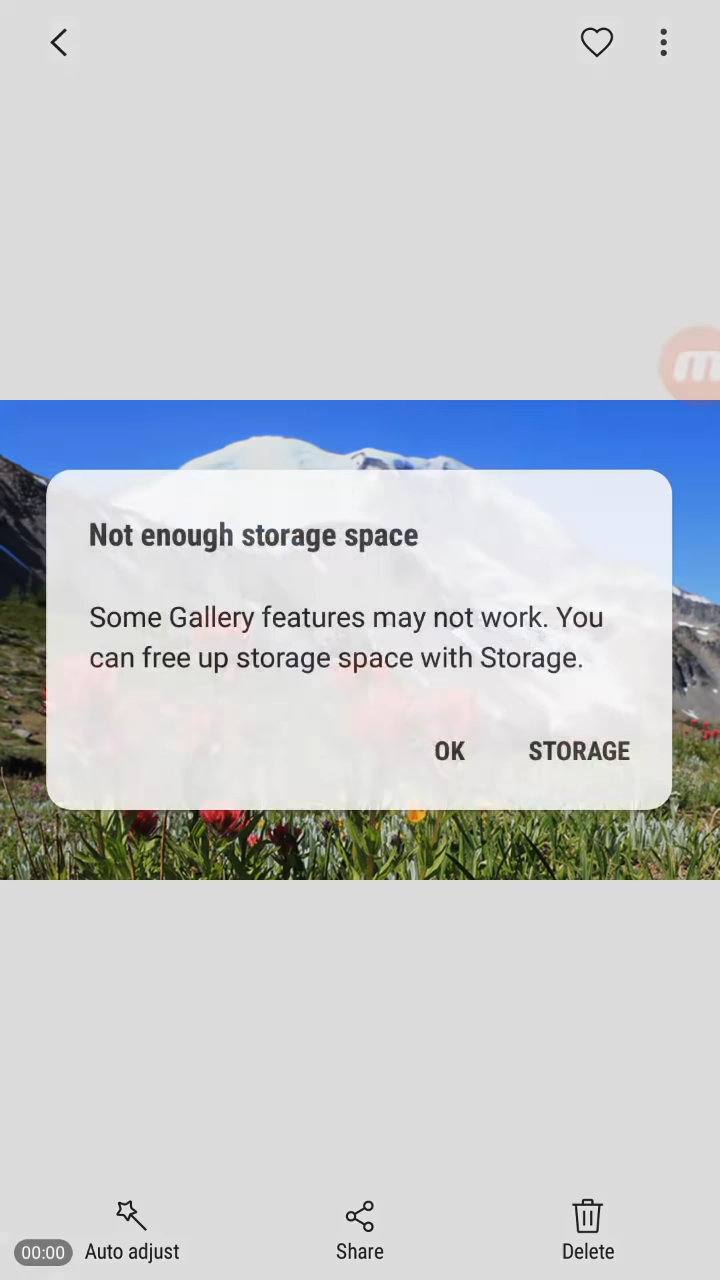 Not enough storage space
Some Gallery features may not work. You
can free up storage space with Storage.
OK STORAGE
00:00 Auto adjust Share Delete